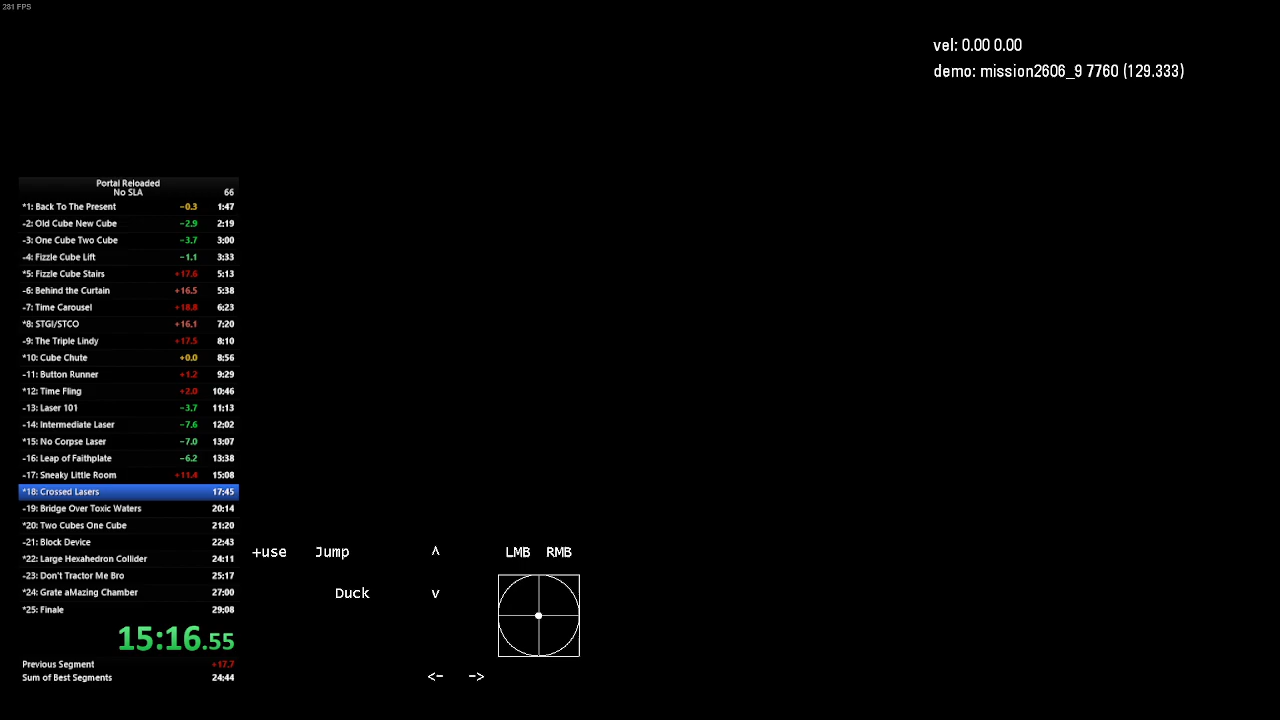 281 FPS
vel: 0.00 0.00
demo: mission2606_9 7760 (129.333)
Portal Reloaded
No SLA 66
*1: Back To The Present −0.3 1:47
-2: Old Cube New Cube −2.9 2:19
-3: One Cube Two Cube −3.7 3:00
-4: Fizzle Cube Lift −1.1 3:33
*5: Fizzle Cube Stairs +17.6 5:13
-6: Behind the Curtain +16.5 5:38
-7: Time Carousel +18.8 6:23
*8: STGI/STCO +16.1 7:20
-9: The Triple Lindy +17.5 8:10
*10: Cube Chute +0.0 8:56
-11: Button Runner +1.2 9:29
*12: Time Fling +2.0 10:46
-13: Laser 101 −3.7 11:13
-14: Intermediate Laser −7.6 12:02
*15: No Corpse Laser −7.0 13:07
-16: Leap of Faithplate −6.2 13:38
-17: Sneaky Little Room +11.4 15:08
*18: Crossed Lasers 17:45
-19: Bridge Over Toxic Waters 20:14
*20: Two Cubes One Cube 21:20
-21: Block Device 22:43
*22: Large Hexahedron Collider 24:11
-23: Don't Tractor Me Bro 25:17
*24: Grate aMazing Chamber 27:00
*25: Finale 29:08
15:16.55
Previous Segment +17.7
Sum of Best Segments 24:44
+use Jump ^ LMB RMB
Duck v
<- ->